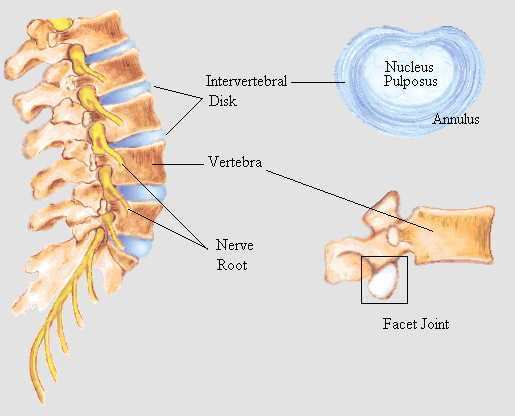 Intervertebral
Disk
Nucleus
Pulposus
Annulus
Vertebra
Nerve
Root
Facet Joint